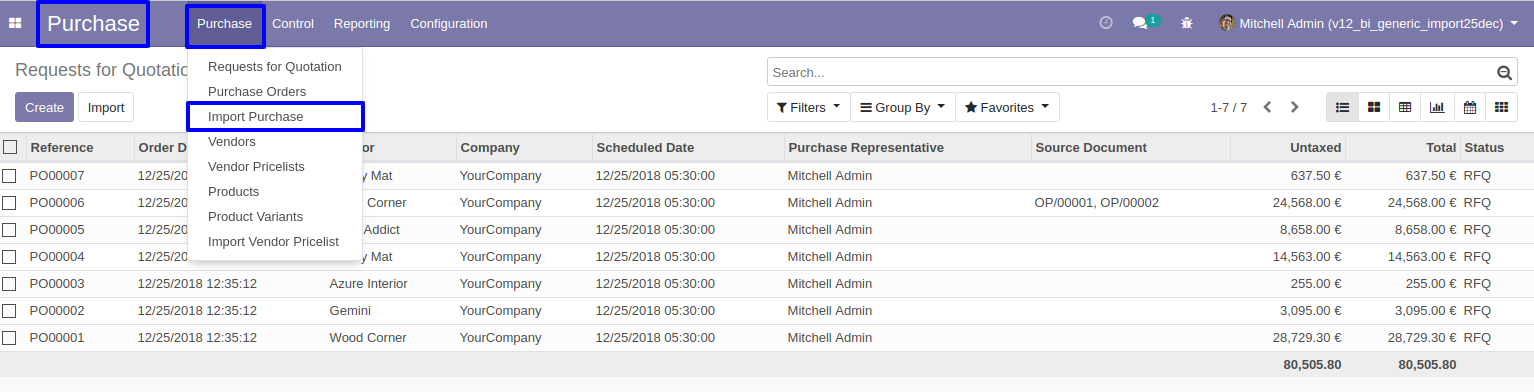 Purchase Purchase Control Reporting Configuration 1 Mitchell Admin (v12_bi_generic_import25dec)
Requests for Quotatio Search...
Create Import Filters Group By Favorites 1-7 / 7
Requests for Quotation
Purchase Orders
Import Purchase
Vendors
Vendor Pricelists
Products
Product Variants
Import Vendor Pricelist
Reference Order D or Company Scheduled Date Purchase Representative Source Document Untaxed Total Status
PO00007 12/25/20 y Mat YourCompany 12/25/2018 05:30:00 Mitchell Admin 637.50 € 637.50 € RFQ
PO00006 12/25/20 Corner YourCompany 12/25/2018 05:30:00 Mitchell Admin OP/00001, OP/00002 24,568.00 € 24,568.00 € RFQ
PO00005 12/25/20 Addict YourCompany 12/25/2018 05:30:00 Mitchell Admin 8,658.00 € 8,658.00 € RFQ
PO00004 12/25/20 y Mat YourCompany 12/25/2018 05:30:00 Mitchell Admin 14,563.00 € 14,563.00 € RFQ
PO00003 12/25/2018 12:35:12 Azure Interior YourCompany 12/25/2018 05:30:00 Mitchell Admin 255.00 € 255.00 € RFQ
PO00002 12/25/2018 12:35:12 Gemini YourCompany 12/25/2018 05:30:00 Mitchell Admin 3,095.00 € 3,095.00 € RFQ
PO00001 12/25/2018 12:35:12 Wood Corner YourCompany 12/25/2018 05:30:00 Mitchell Admin 28,729.30 € 28,729.30 € RFQ
80,505.80 80,505.80